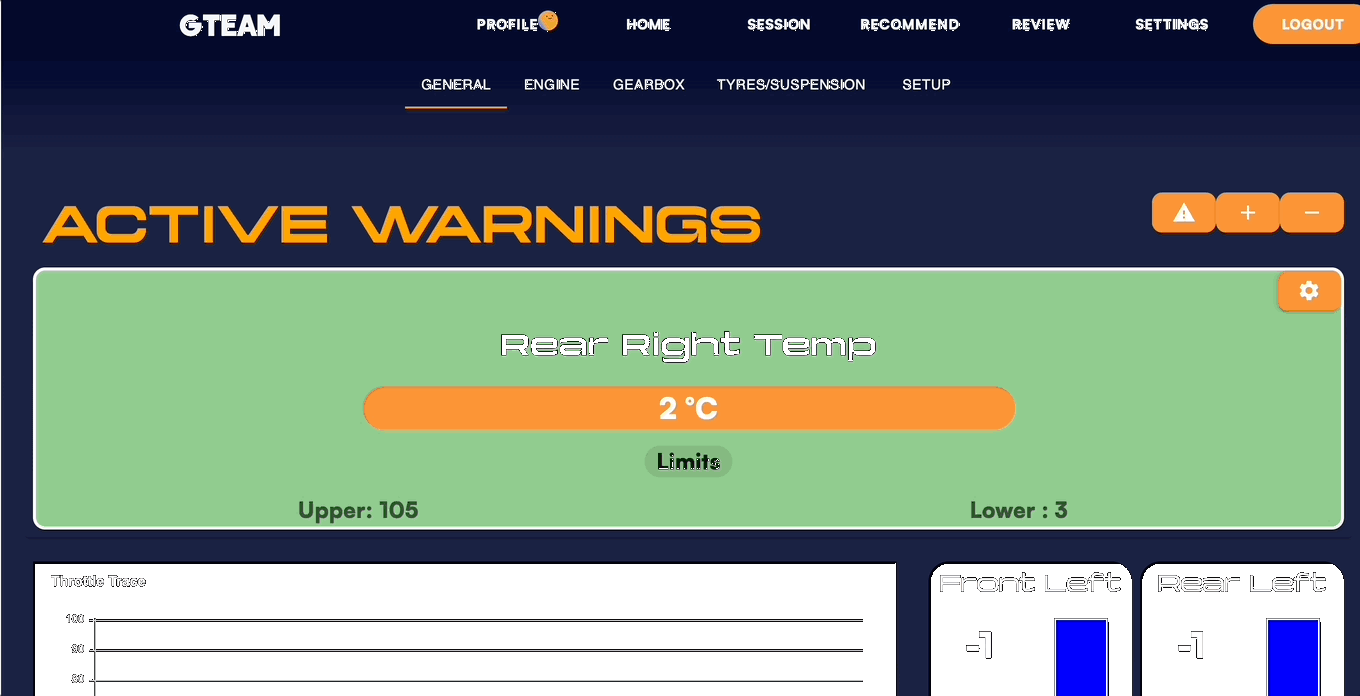 GTEAM PROFILE HOME SESSION RECOMMEND REVIEW SETTINGS LOGOUT
GENERAL ENGINE GEARBOX TYRES/SUSPENSION SETUP
ACTIVE WARNINGS
Rear Right Temp
2 °C
Limits
Upper: 105 Lower : 3
Throttle Trace
100
90
80
Front Left
-1
Rear Left
-1